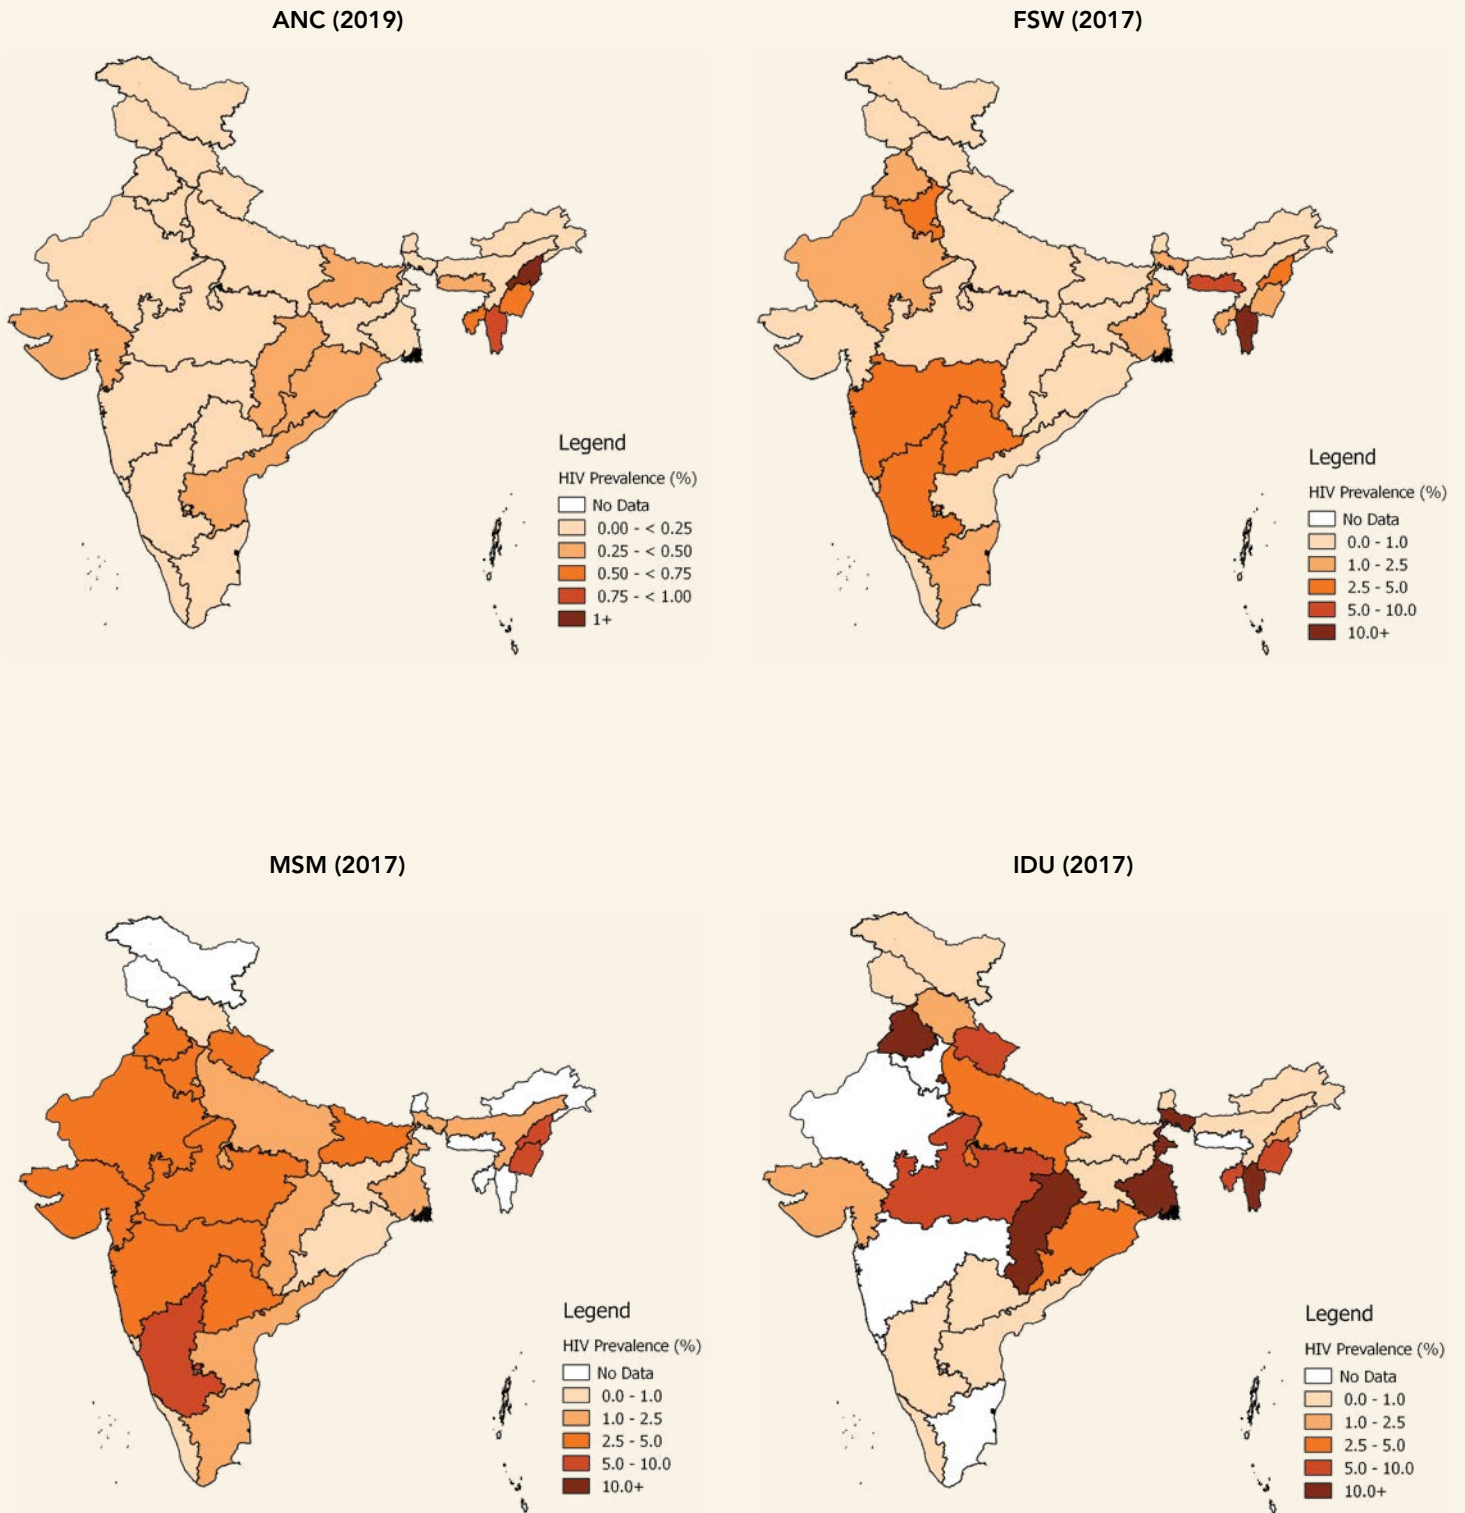 ANC (2019)
FSW (2017)
Legend
HIV Prevalence (%)
No Data
0.00 - < 0.25
0.25 - < 0.50
0.50 - < 0.75
0.75 - < 1.00
1+
Legend
HIV Prevalence (%)
No Data
0.0 - 1.0
1.0 - 2.5
2.5 - 5.0
5.0 - 10.0
10.0+
MSM (2017)
IDU (2017)
Legend
HIV Prevalence (%)
No Data
0.0 - 1.0
1.0 - 2.5
2.5 - 5.0
5.0 - 10.0
10.0+
Legend
HIV Prevalence (%)
No Data
0.0 - 1.0
1.0 - 2.5
2.5 - 5.0
5.0 - 10.0
10.0+